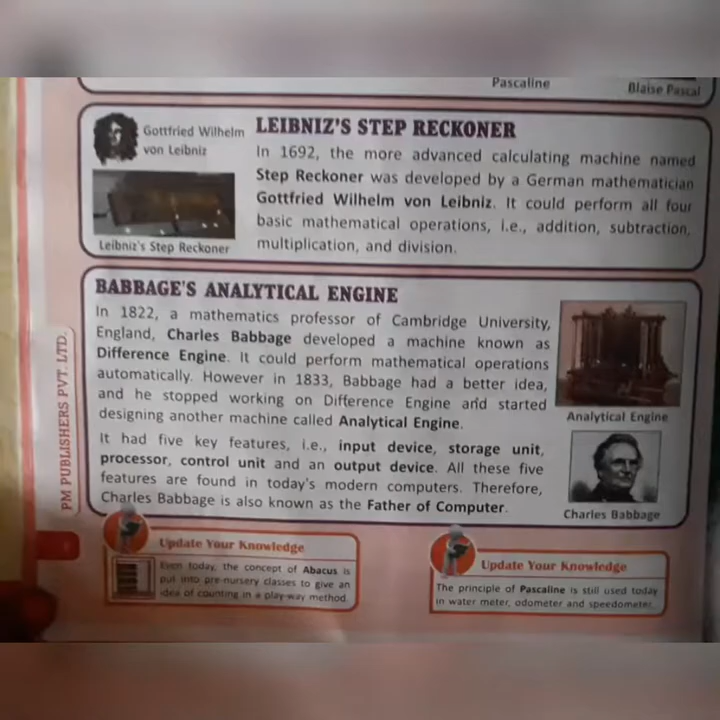 Pascaline
Blaise Pascal
Gottfried Wilhelm
von Leibniz
Leibniz's Step Reckoner
LEIBNIZ'S STEP RECKONER
In 1692, the more advanced calculating machine named
Step Reckoner was developed by a German mathematician
Gottfried Wilhelm von Leibniz. It could perform all four
basic mathematical operations, i.e., addition, subtraction,
multiplication, and division.
BABBAGE'S ANALYTICAL ENGINE
In 1822, a mathematics professor of Cambridge University,
England, Charles Babbage developed a machine known as
Difference Engine. It could perform mathematical operations
automatically. However in 1833, Babbage had a better idea,
and he stopped working on Difference Engine and started
designing another machine called Analytical Engine.
It had five key features, i.e., input device, storage unit,
processor, control unit and an output device. All these five
features are found in today's modern computers. Therefore,
Charles Babbage is also known as the Father of Computer.
Analytical Engine
Charles Babbage
PM PUBLISHERS PVT. LTD.
Update Your Knowledge
Even today, the concept of Abacus is
put into pre-nursery classes to give an
idea of counting in a play-way method.
Update Your Knowledge
The principle of Pascaline is still used today
in water meter, odometer and speedometer.